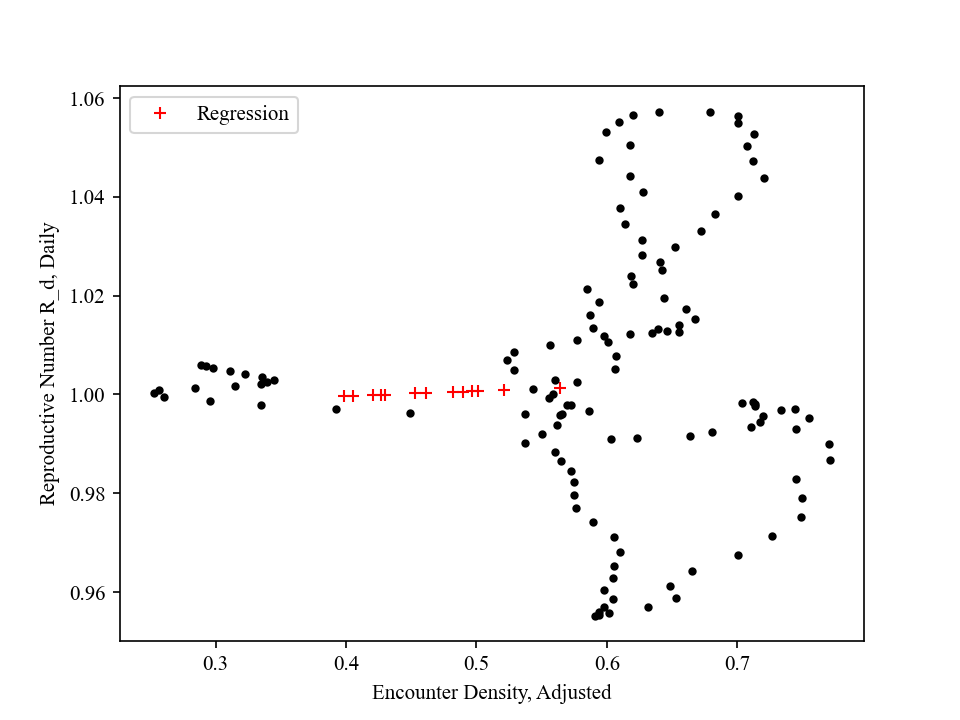 Regression
1.06
1.04
1.02
1.00
0.98
0.96
Reproductive Number R_d, Daily
0.3 0.4 0.5 0.6 0.7
Encounter Density, Adjusted